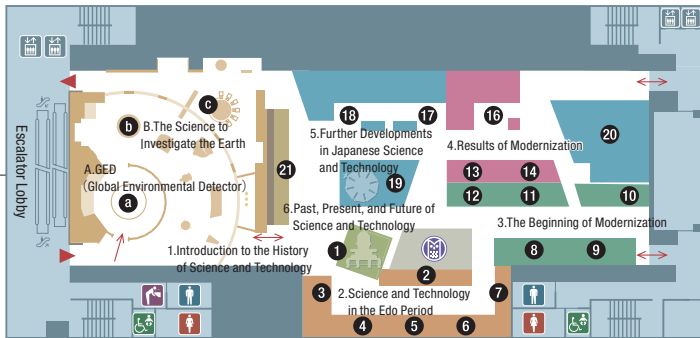 Escalator Lobby
b
B.The Science to
Investigate the Earth
c
A.GED
(Global Environmental Detector)
a
1.Introduction to the History
of Science and Technology
21
18
17
5.Further Developments
in Japanese Science
and Technology
19
6.Past, Present, and Future of
Science and Technology
1
2
2.Science and Technology
in the Edo Period
3
4
5
6
7
16
4.Results of Modernization
13
14
12
11
20
10
3.The Beginning of Modernization
8
9